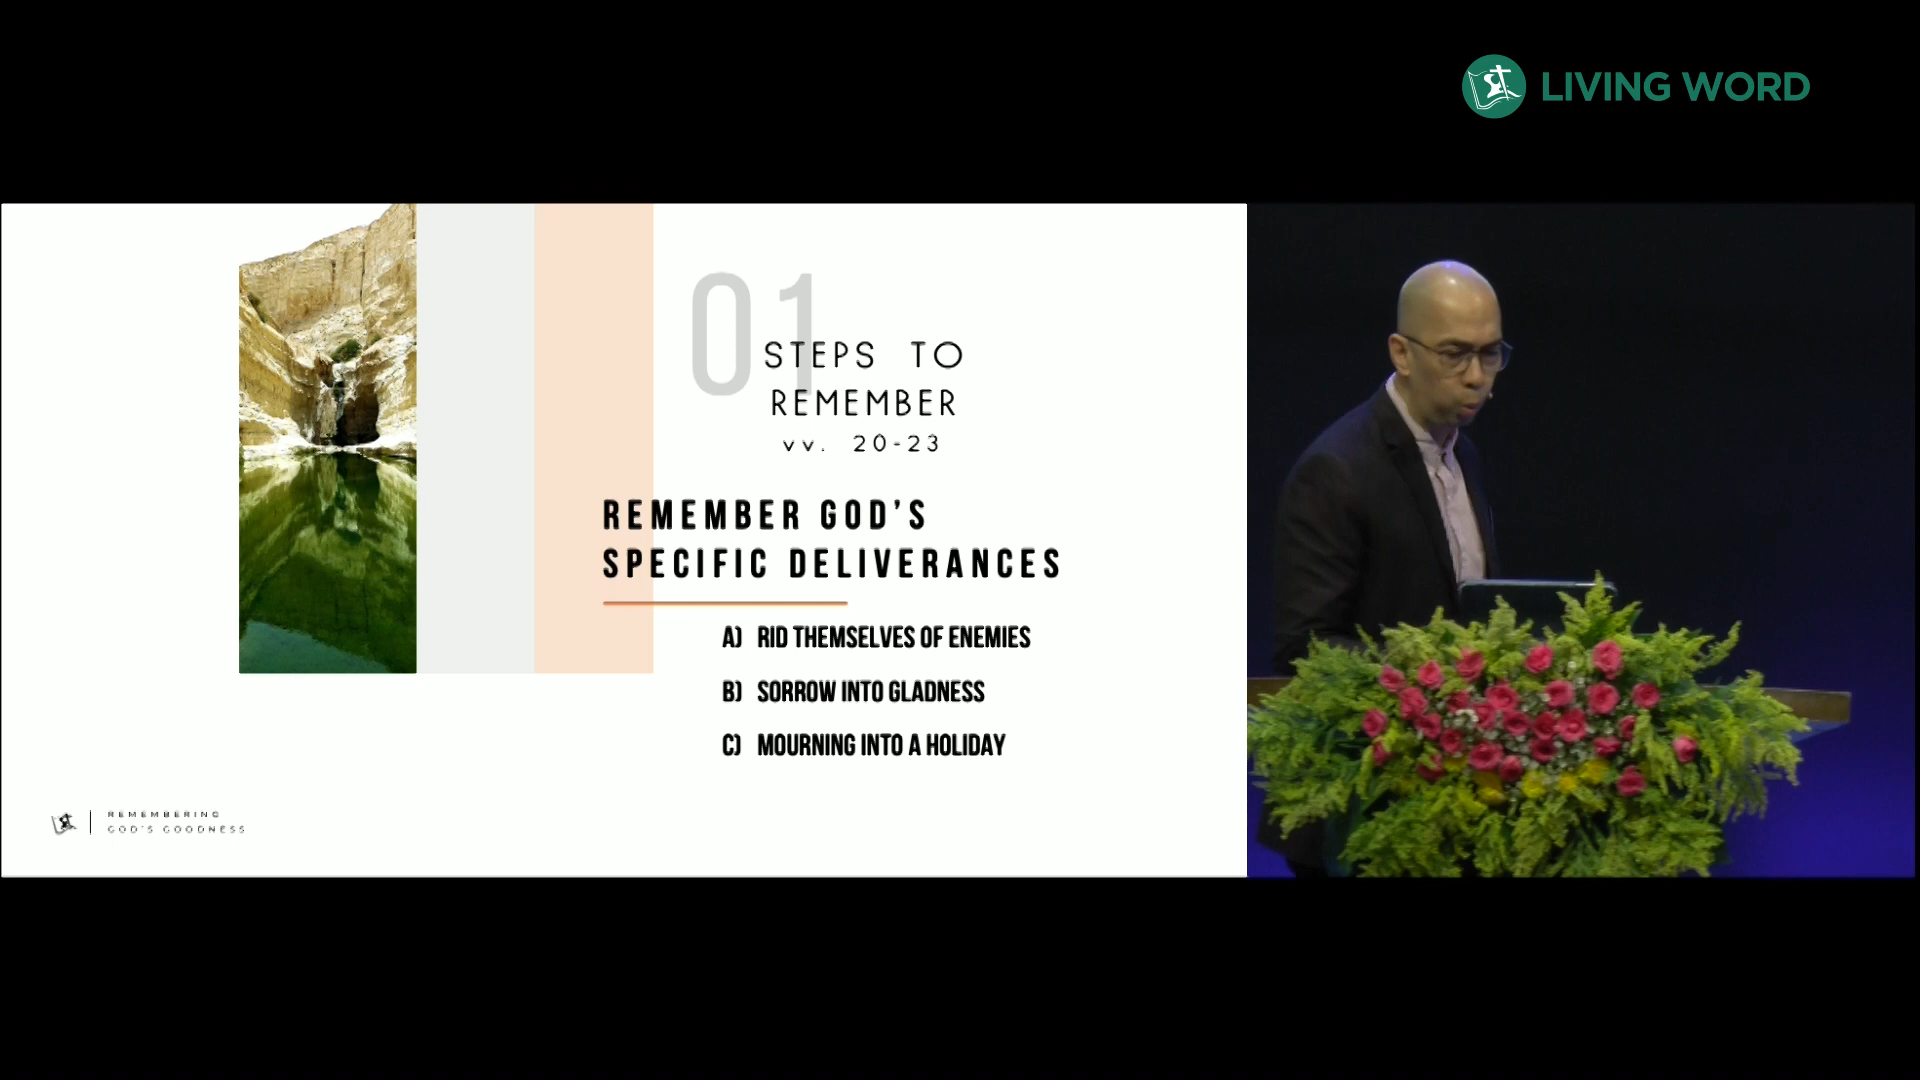 LIVING WORD
01
STEPS TO
REMEMBER
vv. 20-23
REMEMBER GOD'S
SPECIFIC DELIVERANCES
A) RID THEMSELVES OF ENEMIES
B) SORROW INTO GLADNESS
C) MOURNING INTO A HOLIDAY
REMEMBERING
GOD'S GOODNESS